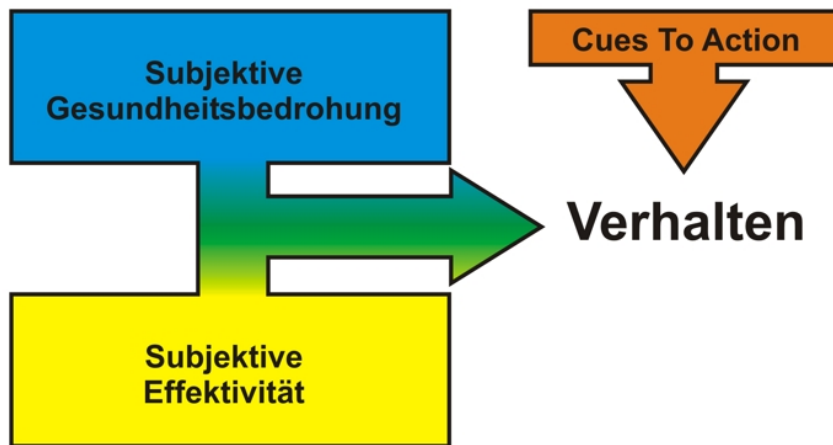 Subjektive
Gesundheitsbedrohung
Cues To Action
Verhalten
Subjektive
Effektivität